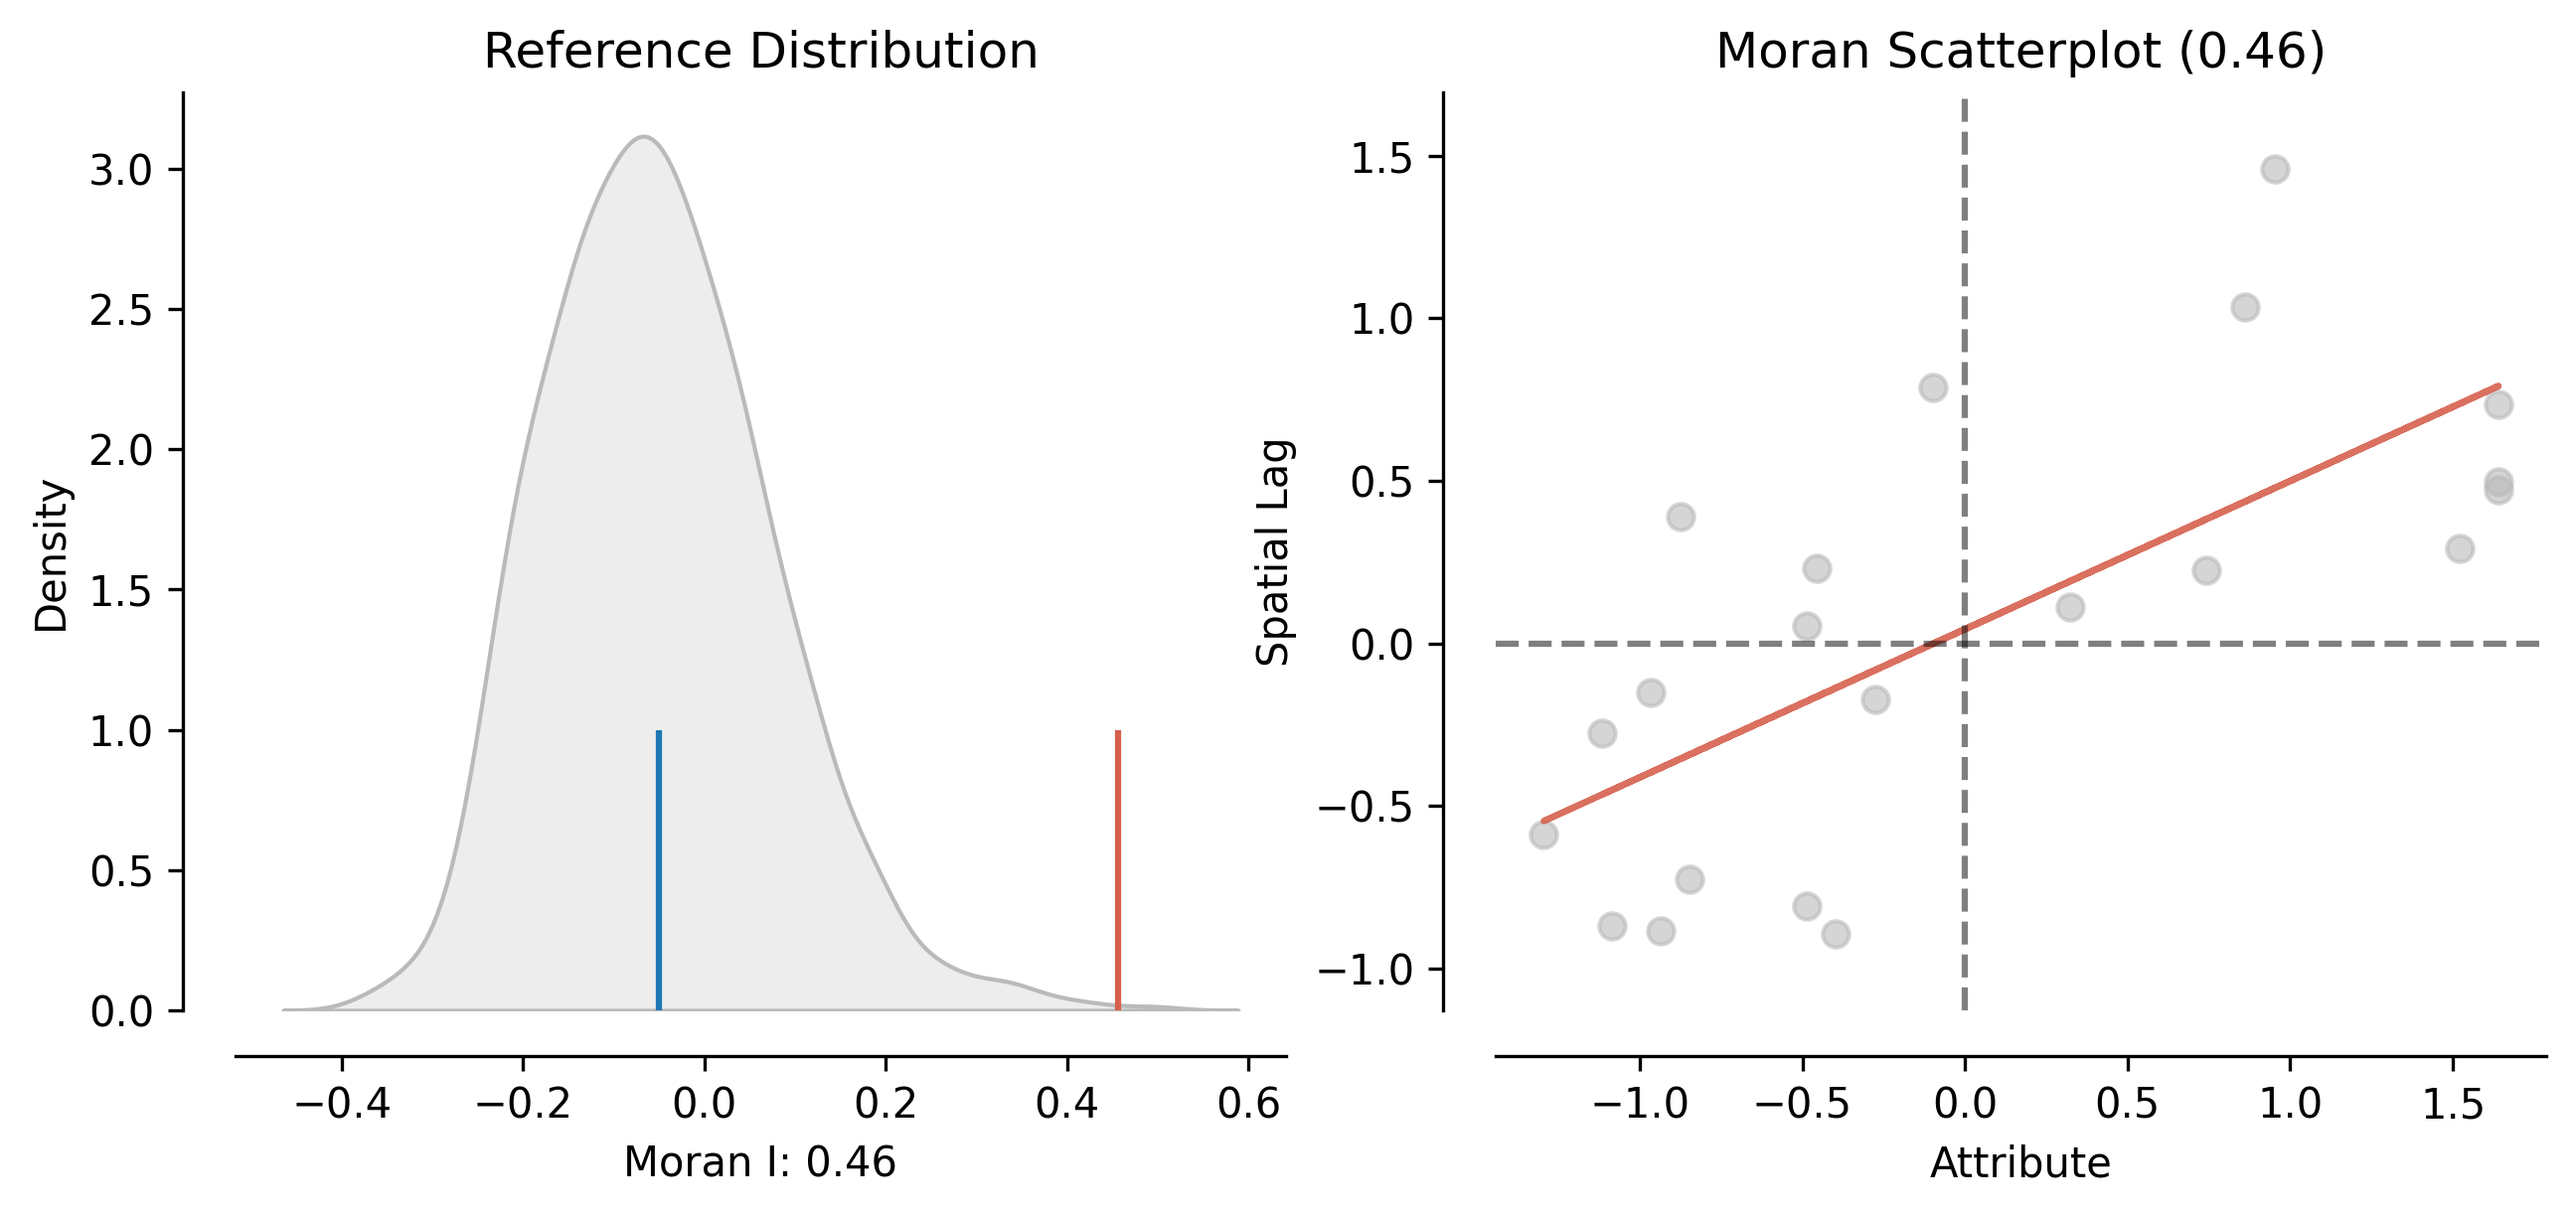 Reference Distribution
Density
3.0
2.5
2.0
1.5
1.0
0.5
0.0
−0.4 −0.2 0.0 0.2 0.4 0.6
Moran I: 0.46
Moran Scatterplot (0.46)
Spatial Lag
1.5
1.0
0.5
0.0
−0.5
−1.0
−1.0 −0.5 0.0 0.5 1.0 1.5
Attribute